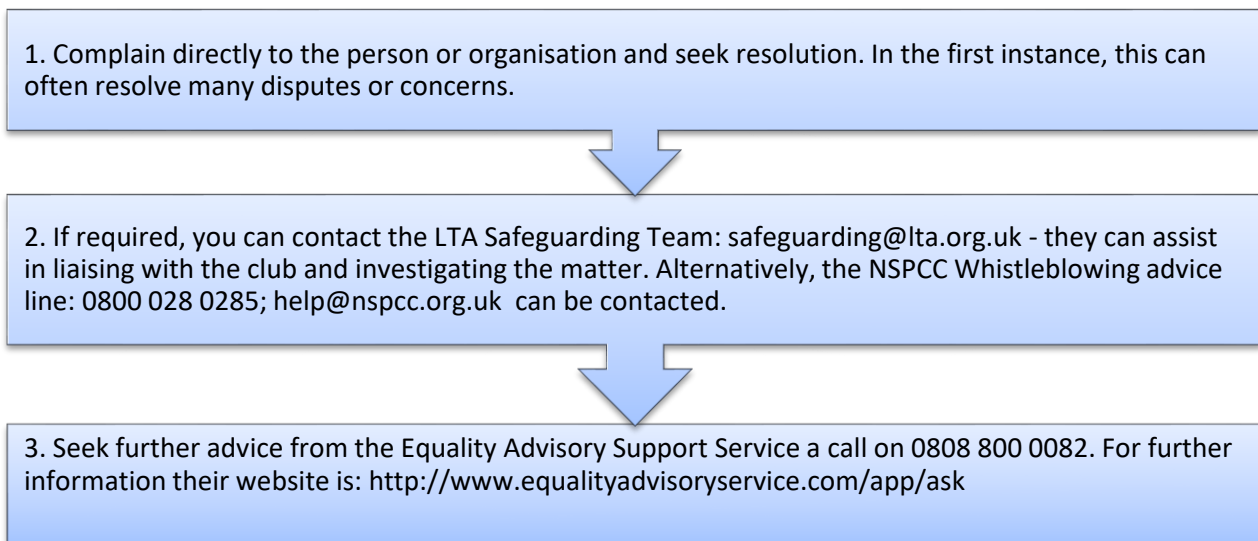 1. Complain directly to the person or organisation and seek resolution. In the first instance, this can
often resolve many disputes or concerns.
2. If required, you can contact the LTA Safeguarding Team: safeguarding@lta.org.uk - they can assist
in liaising with the club and investigating the matter. Alternatively, the NSPCC Whistleblowing advice
line: 0800 028 0285; help@nspcc.org.uk  can be contacted.
3. Seek further advice from the Equality Advisory Support Service a call on 0808 800 0082. For further
information their website is: http://www.equalityadvisoryservice.com/app/ask